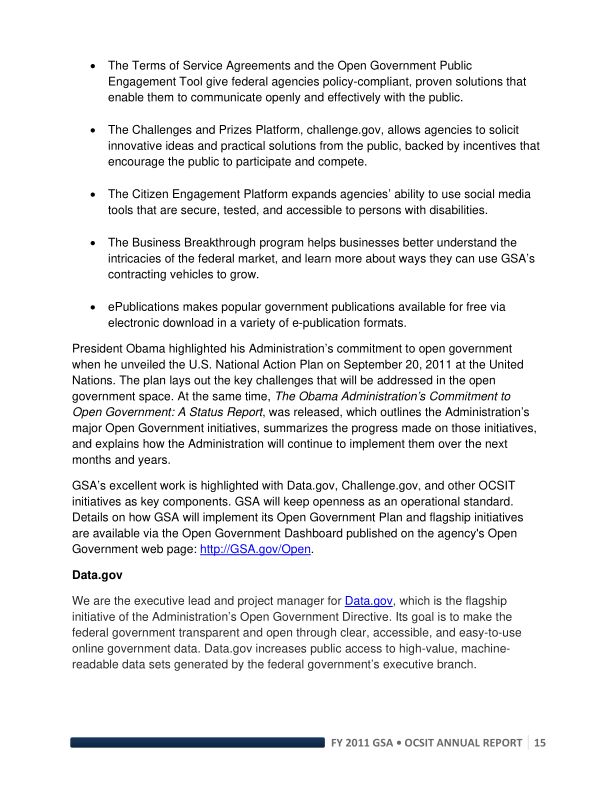 • The Terms of Service Agreements and the Open Government Public
Engagement Tool give federal agencies policy-compliant, proven solutions that
enable them to communicate openly and effectively with the public.
• The Challenges and Prizes Platform, challenge.gov, allows agencies to solicit
innovative ideas and practical solutions from the public, backed by incentives that
encourage the public to participate and compete.
• The Citizen Engagement Platform expands agencies’ ability to use social media
tools that are secure, tested, and accessible to persons with disabilities.
• The Business Breakthrough program helps businesses better understand the
intricacies of the federal market, and learn more about ways they can use GSA’s
contracting vehicles to grow.
• ePublications makes popular government publications available for free via
electronic download in a variety of e-publication formats.
President Obama highlighted his Administration’s commitment to open government
when he unveiled the U.S. National Action Plan on September 20, 2011 at the United
Nations. The plan lays out the key challenges that will be addressed in the open
government space. At the same time, The Obama Administration’s Commitment to
Open Government: A Status Report, was released, which outlines the Administration’s
major Open Government initiatives, summarizes the progress made on those initiatives,
and explains how the Administration will continue to implement them over the next
months and years.
GSA’s excellent work is highlighted with Data.gov, Challenge.gov, and other OCSIT
initiatives as key components. GSA will keep openness as an operational standard.
Details on how GSA will implement its Open Government Plan and flagship initiatives
are available via the Open Government Dashboard published on the agency's Open
Government web page: http://GSA.gov/Open.
Data.gov
We are the executive lead and project manager for Data.gov, which is the flagship
initiative of the Administration’s Open Government Directive. Its goal is to make the
federal government transparent and open through clear, accessible, and easy-to-use
online government data. Data.gov increases public access to high-value, machine-
readable data sets generated by the federal government’s executive branch.
FY 2011 GSA • OCSIT ANNUAL REPORT 15